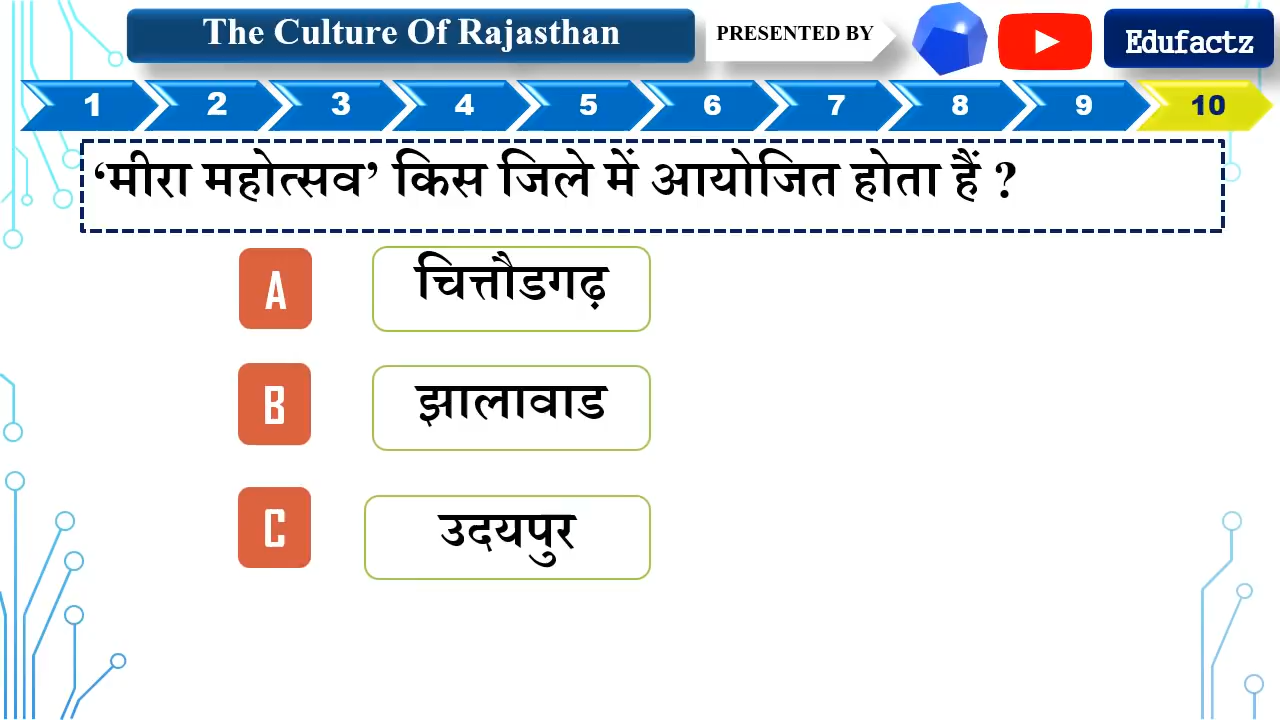 The Culture Of Rajasthan
PRESENTED BY
Edufactz
1 2 3 4 5 6 7 8 9 10
‘मीरा महोत्सव’ किस जिले में आयोजित होता हैं ?
A चित्तौडगढ़
B झालावाड
C उदयपुर